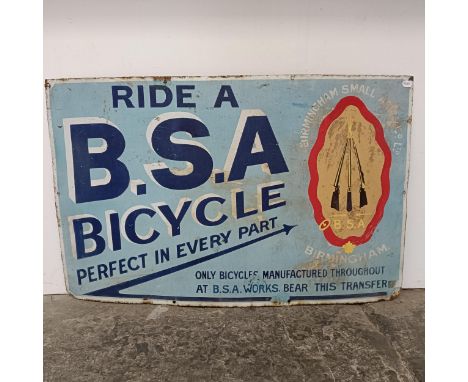 RIDE A
B.S.A
BICYCLE
PERFECT IN EVERY PART
ONLY BICYCLES, MANUFACTURED THROUGHOUT
AT B.S.A. WORKS. BEAR THIS TRANSFER
BIRMINGHAM SMALL ARMS Co LTD
B.S.A
BIRMINGHAM.